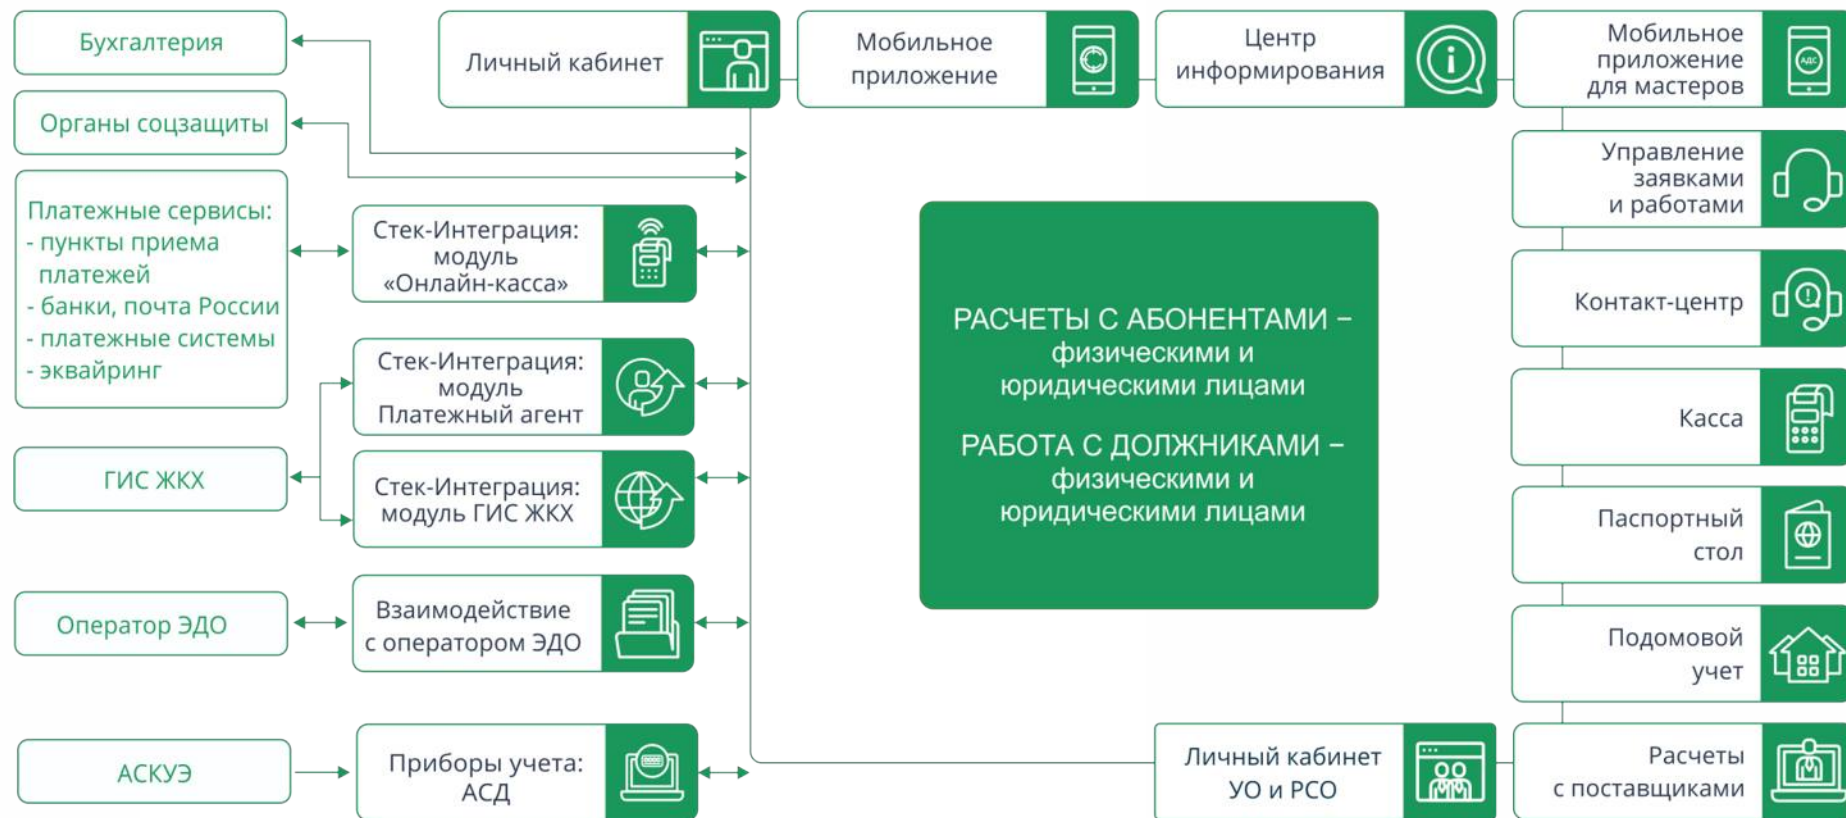 Бухгалтерия
Органы соцзащиты
Платежные сервисы:
- пункты приема
платежей
- банки, почта России
- платежные системы
- эквайринг
ГИС ЖКХ
Оператор ЭДО
АСКУЭ
Личный кабинет
Мобильное
приложение
Центр
информирования
Мобильное
приложение
для мастеров
АДС
Стек-Интеграция:
модуль
«Онлайн-касса»
Стек-Интеграция:
модуль
Платежный агент
Стек-Интеграция:
модуль ГИС ЖКХ
Взаимодействие
с оператором ЭДО
Приборы учета:
АСД
РАСЧЕТЫ С АБОНЕНТАМИ –
физическими и
юридическими лицами
РАБОТА С ДОЛЖНИКАМИ –
физическими и
юридическими лицами
Управление
заявками
и работами
Контакт-центр
Касса
Паспортный
стол
Подомовой
учет
Личный кабинет
УО и РСО
Расчеты
с поставщиками